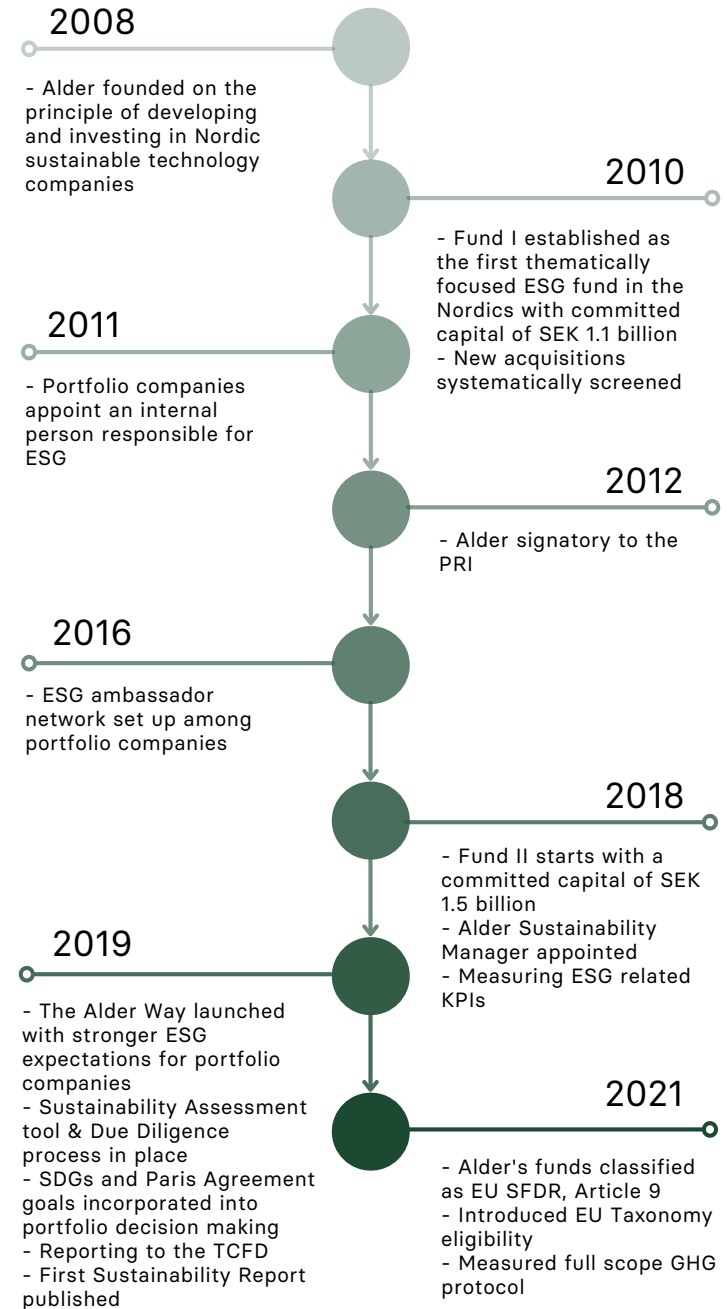 2008
- Alder founded on the
principle of developing
and investing in Nordic
sustainable technology
companies
2010
- Fund I established as
the first thematically
focused ESG fund in the
Nordics with committed
capital of SEK 1.1 billion
- New acquisitions
systematically screened
2011
- Portfolio companies
appoint an internal
person responsible for
ESG
2012
- Alder signatory to the
PRI
2016
- ESG ambassador
network set up among
portfolio companies
2018
- Fund II starts with a
committed capital of SEK
1.5 billion
- Alder Sustainability
Manager appointed
- Measuring ESG related
KPIs
2019
- The Alder Way launched
with stronger ESG
expectations for portfolio
companies
- Sustainability Assessment
tool & Due Diligence
process in place
- SDGs and Paris Agreement
goals incorporated into
portfolio decision making
- Reporting to the TCFD
- First Sustainability Report
published
2021
- Alder's funds classified
as EU SFDR, Article 9
- Introduced EU Taxonomy
eligibility
- Measured full scope GHG
protocol